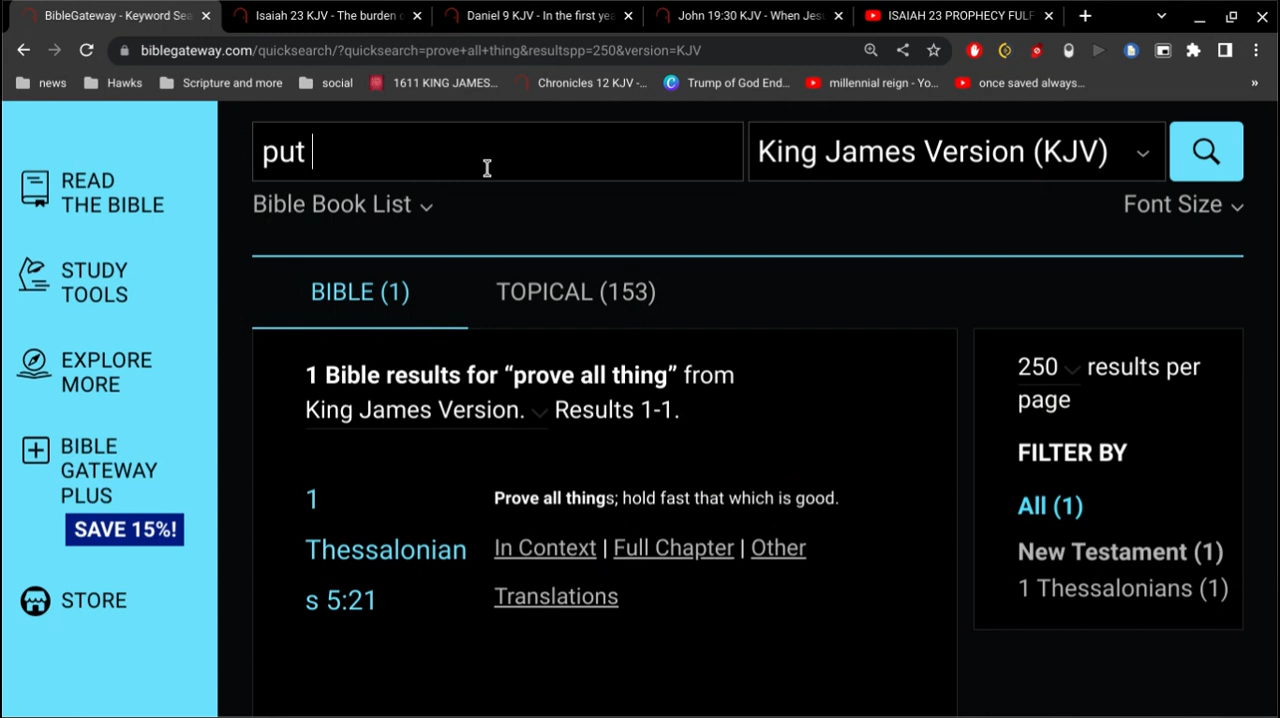 BibleGateway - Keyword Sea
Isaiah 23 KJV - The burden o
Daniel 9 KJV - In the first yea
John 19:30 KJV - When Jesu
ISAIAH 23 PROPHECY FULF
biblegateway.com/quicksearch/?quicksearch=prove+all+thing&resultspp=250&version=KJV
news
Hawks
Scripture and more
social
1611 KING JAMES...
Chronicles 12 KJV -...
Trump of God End...
millennial reign - Yo...
once saved always...
»
put
King James Version (KJV)
READ
THE BIBLE
Bible Book List
Font Size
STUDY
TOOLS
BIBLE (1)
TOPICAL (153)
EXPLORE
MORE
1 Bible results for “prove all thing” from
King James Version. Results 1-1.
250 results per
page
BIBLE
GATEWAY
PLUS
SAVE 15%!
FILTER BY
1
Thessalonian
s 5:21
Prove all things; hold fast that which is good.
In Context | Full Chapter | Other
Translations
All (1)
New Testament (1)
1 Thessalonians (1)
STORE